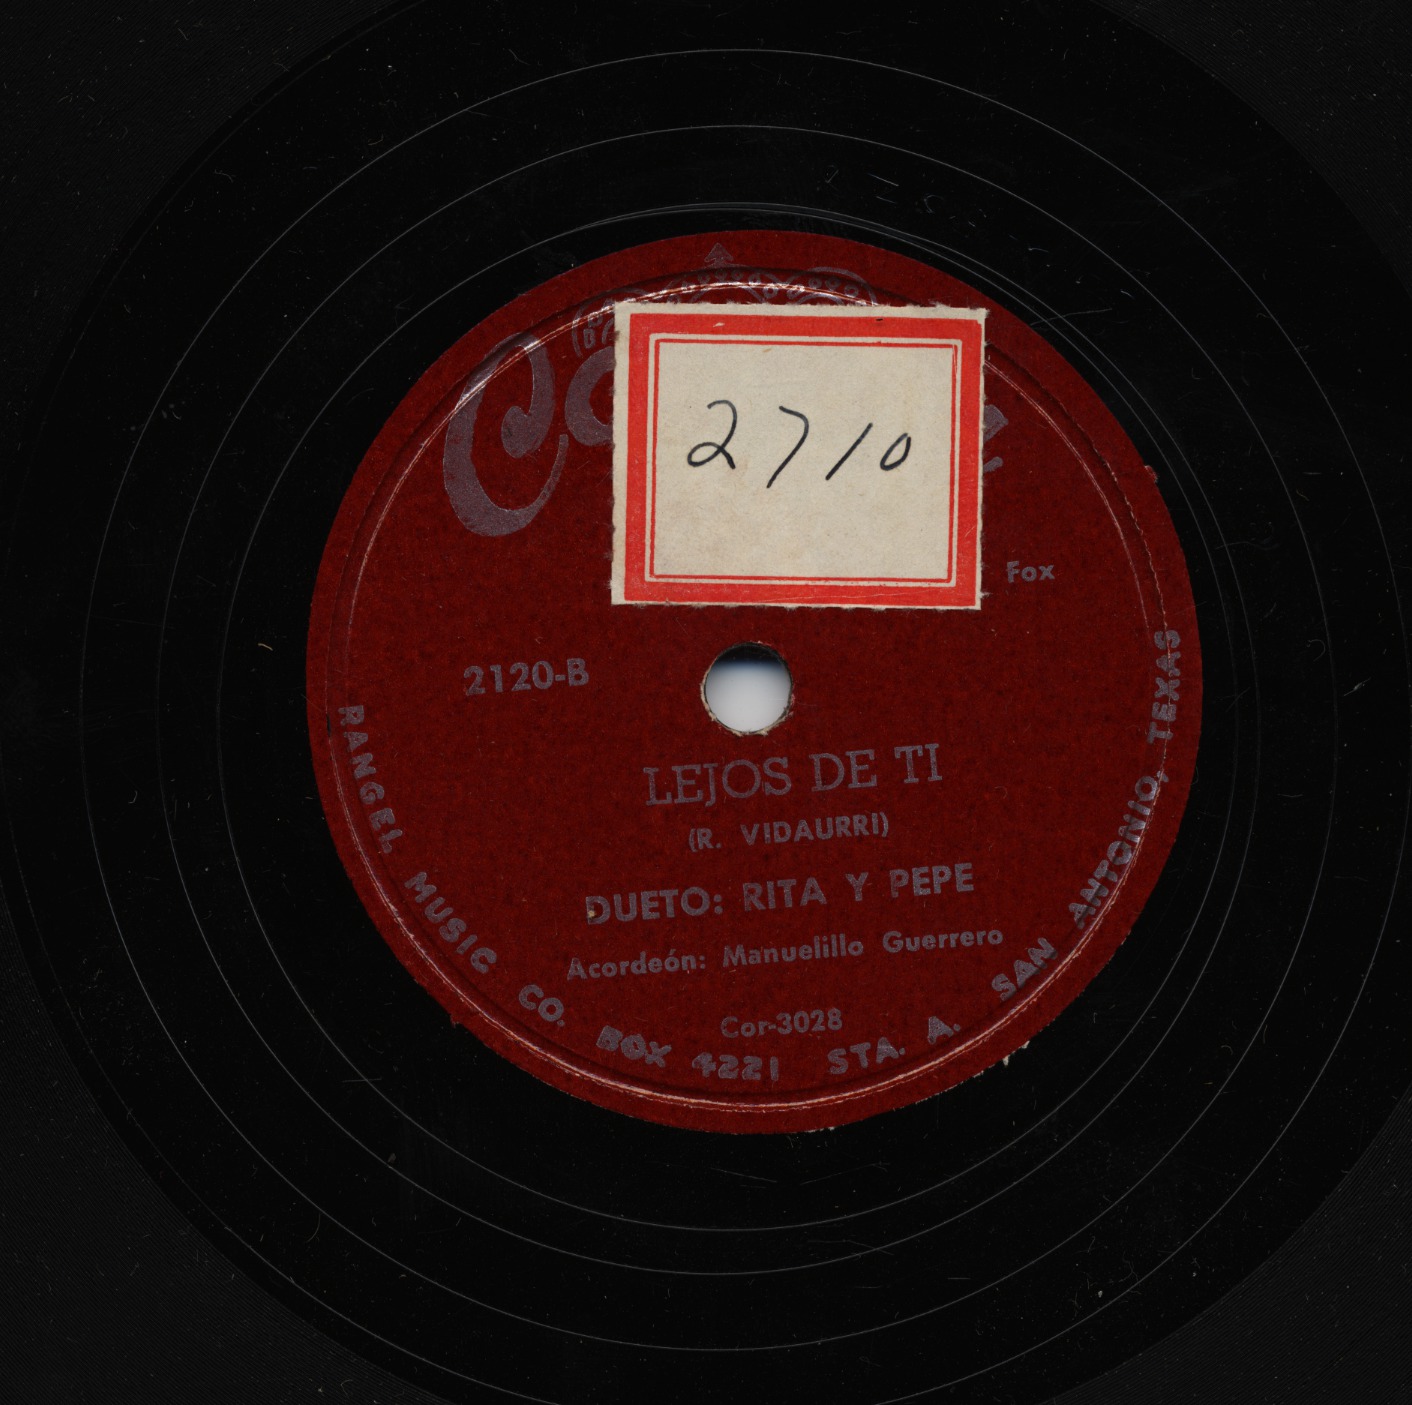 2710
Fox
2120-B
LEJOS DE TI
(R. VIDAURRI)
DUETO: RITA Y PEPE
Acordeón: Manuelillo Guerrero
Cor-3028
RANGEL MUSIC CO. BOX 4221 STA. A. SAN ANTONIO, TEXAS